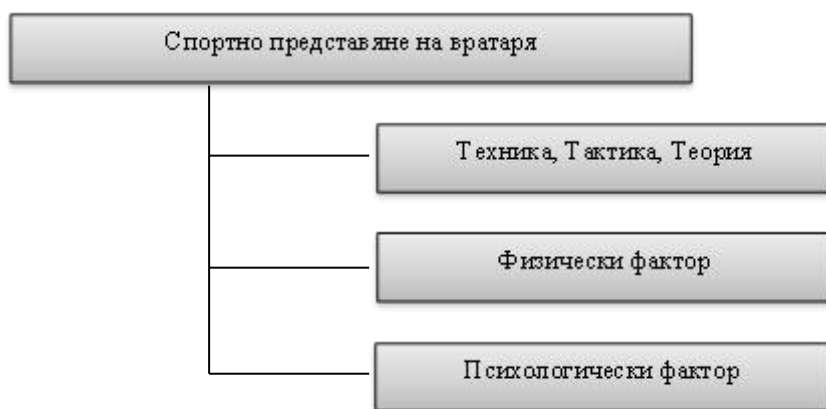 Спортно представяне на вратаря
Техника, Тактика, Теория
Физически фактор
Психологически фактор